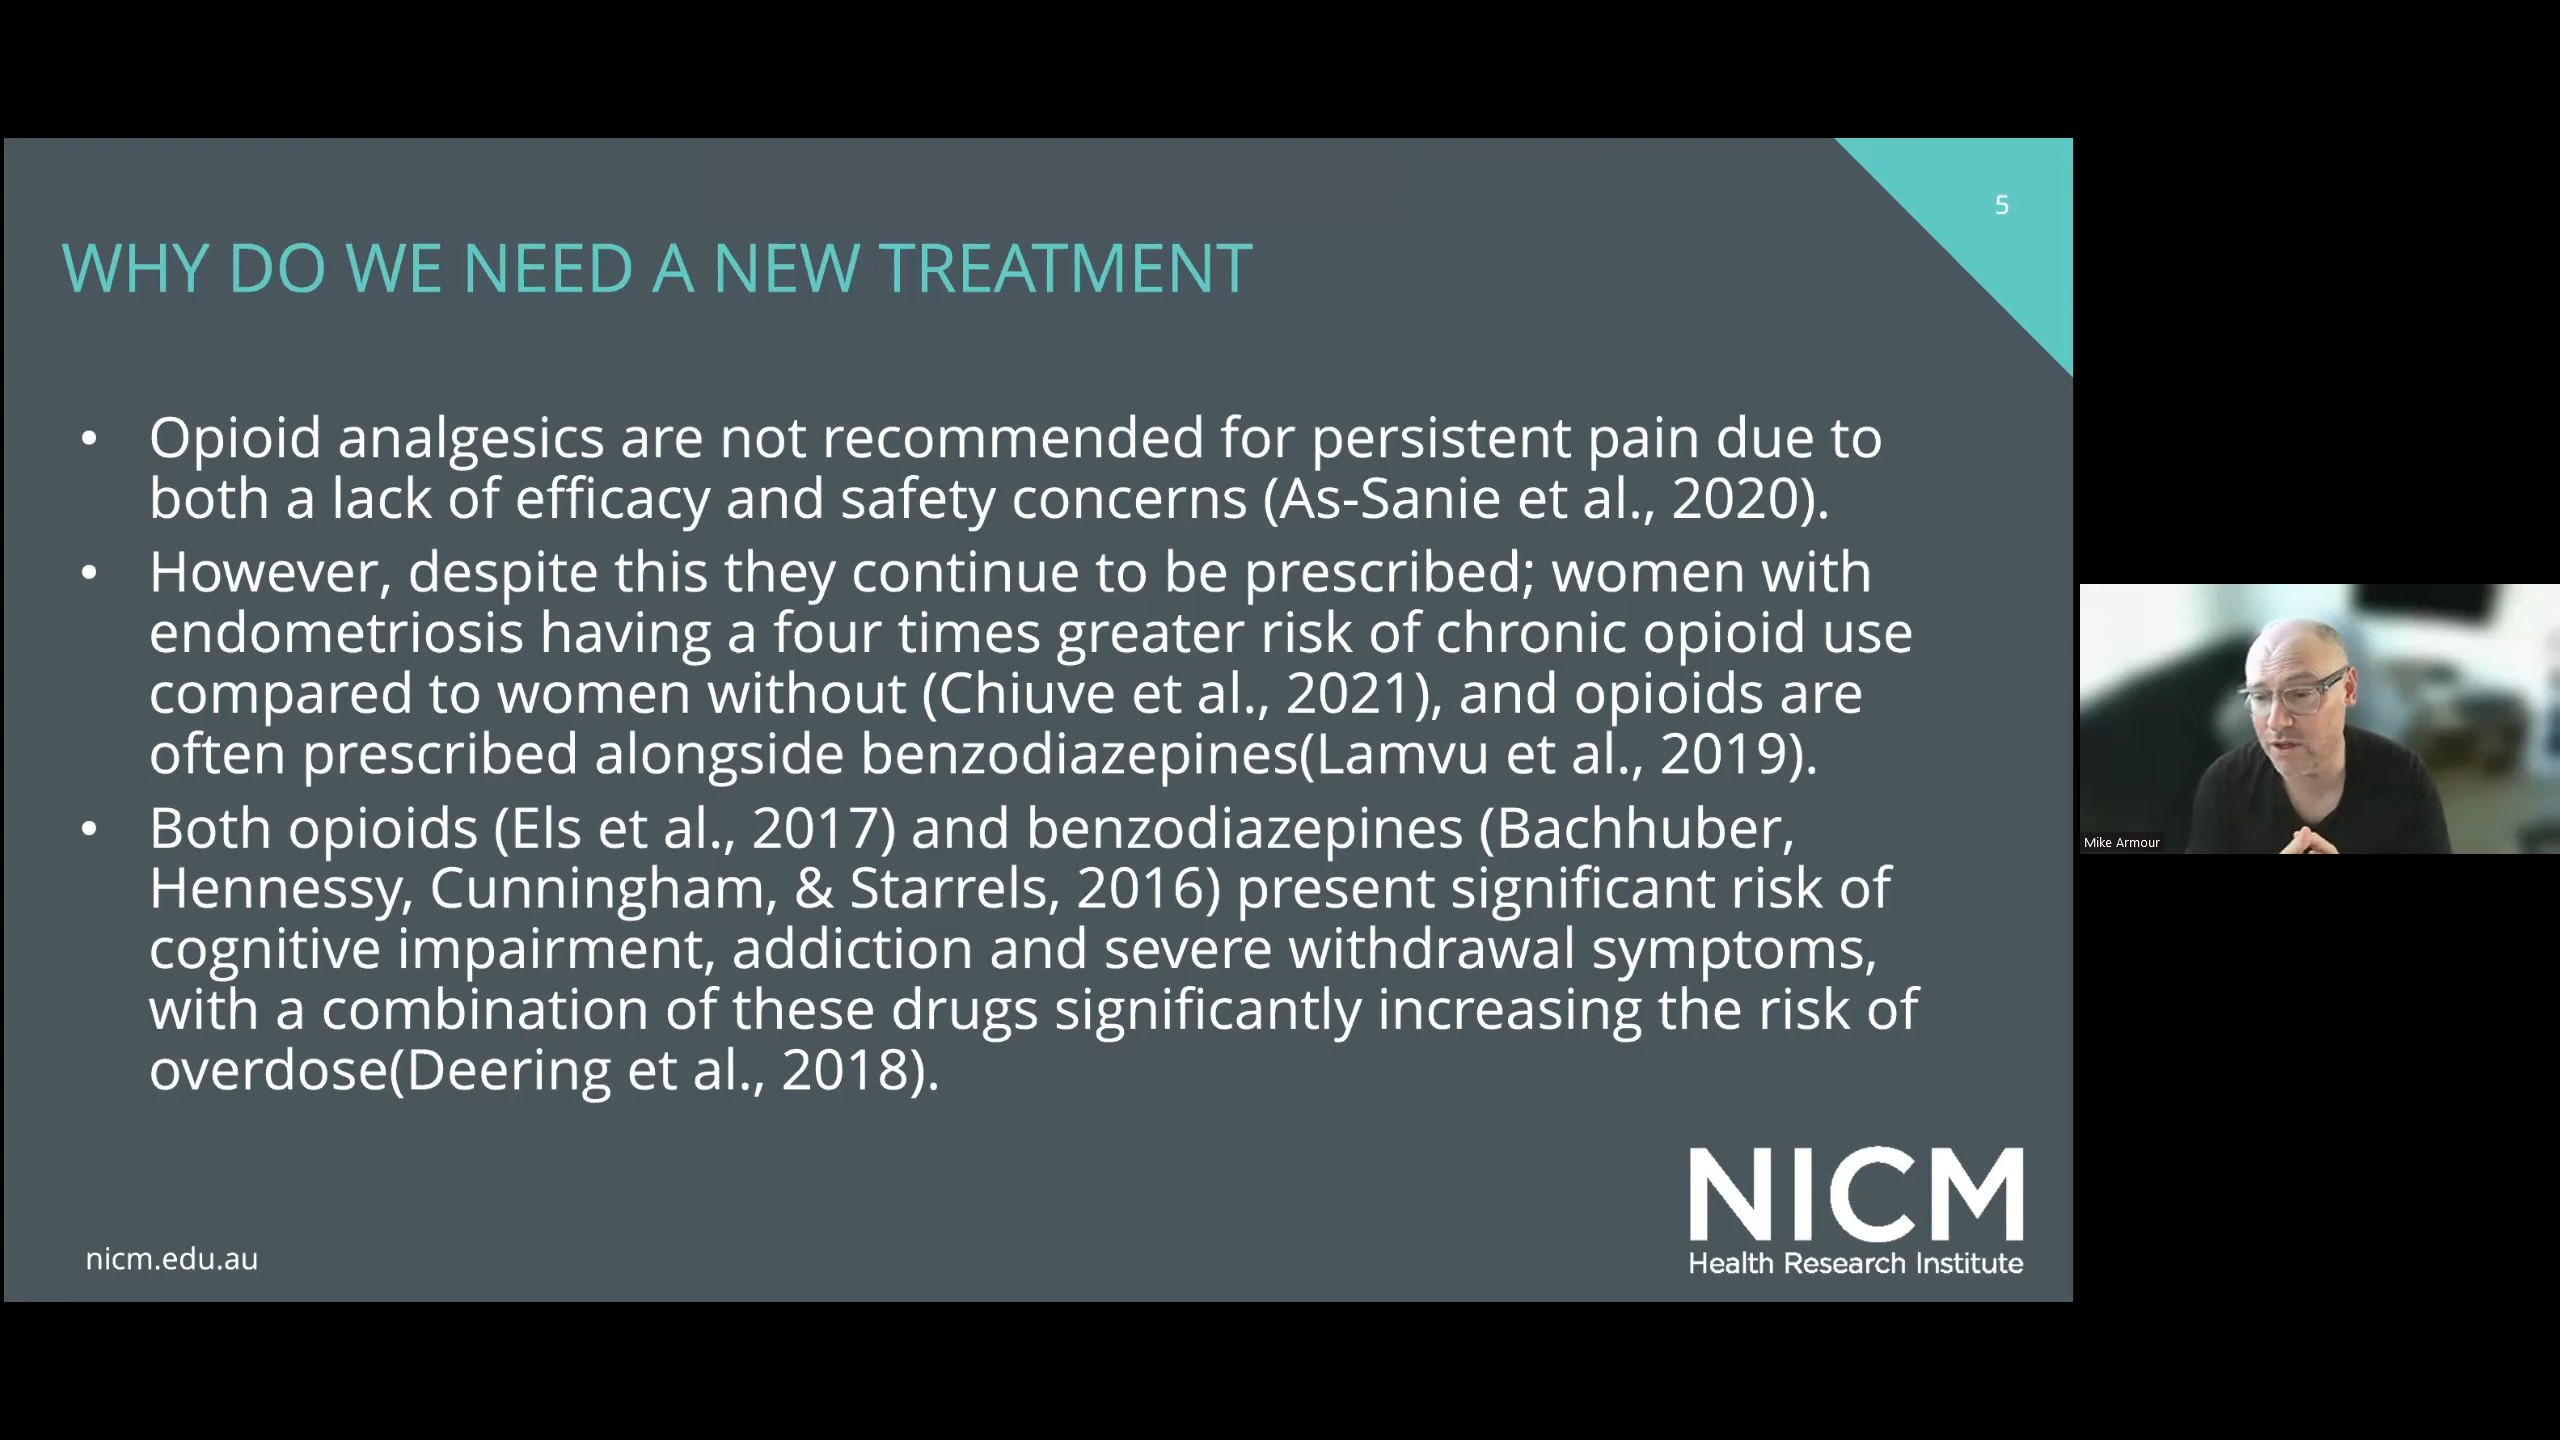 5
WHY DO WE NEED A NEW TREATMENT
• Opioid analgesics are not recommended for persistent pain due to
both a lack of efficacy and safety concerns (As-Sanie et al., 2020).
• However, despite this they continue to be prescribed; women with
endometriosis having a four times greater risk of chronic opioid use
compared to women without (Chiuve et al., 2021), and opioids are
often prescribed alongside benzodiazepines(Lamvu et al., 2019).
• Both opioids (Els et al., 2017) and benzodiazepines (Bachhuber,
Hennessy, Cunningham, & Starrels, 2016) present significant risk of
cognitive impairment, addiction and severe withdrawal symptoms,
with a combination of these drugs significantly increasing the risk of
overdose(Deering et al., 2018).
nicm.edu.au
NICM
Health Research Institute
Mike Armour